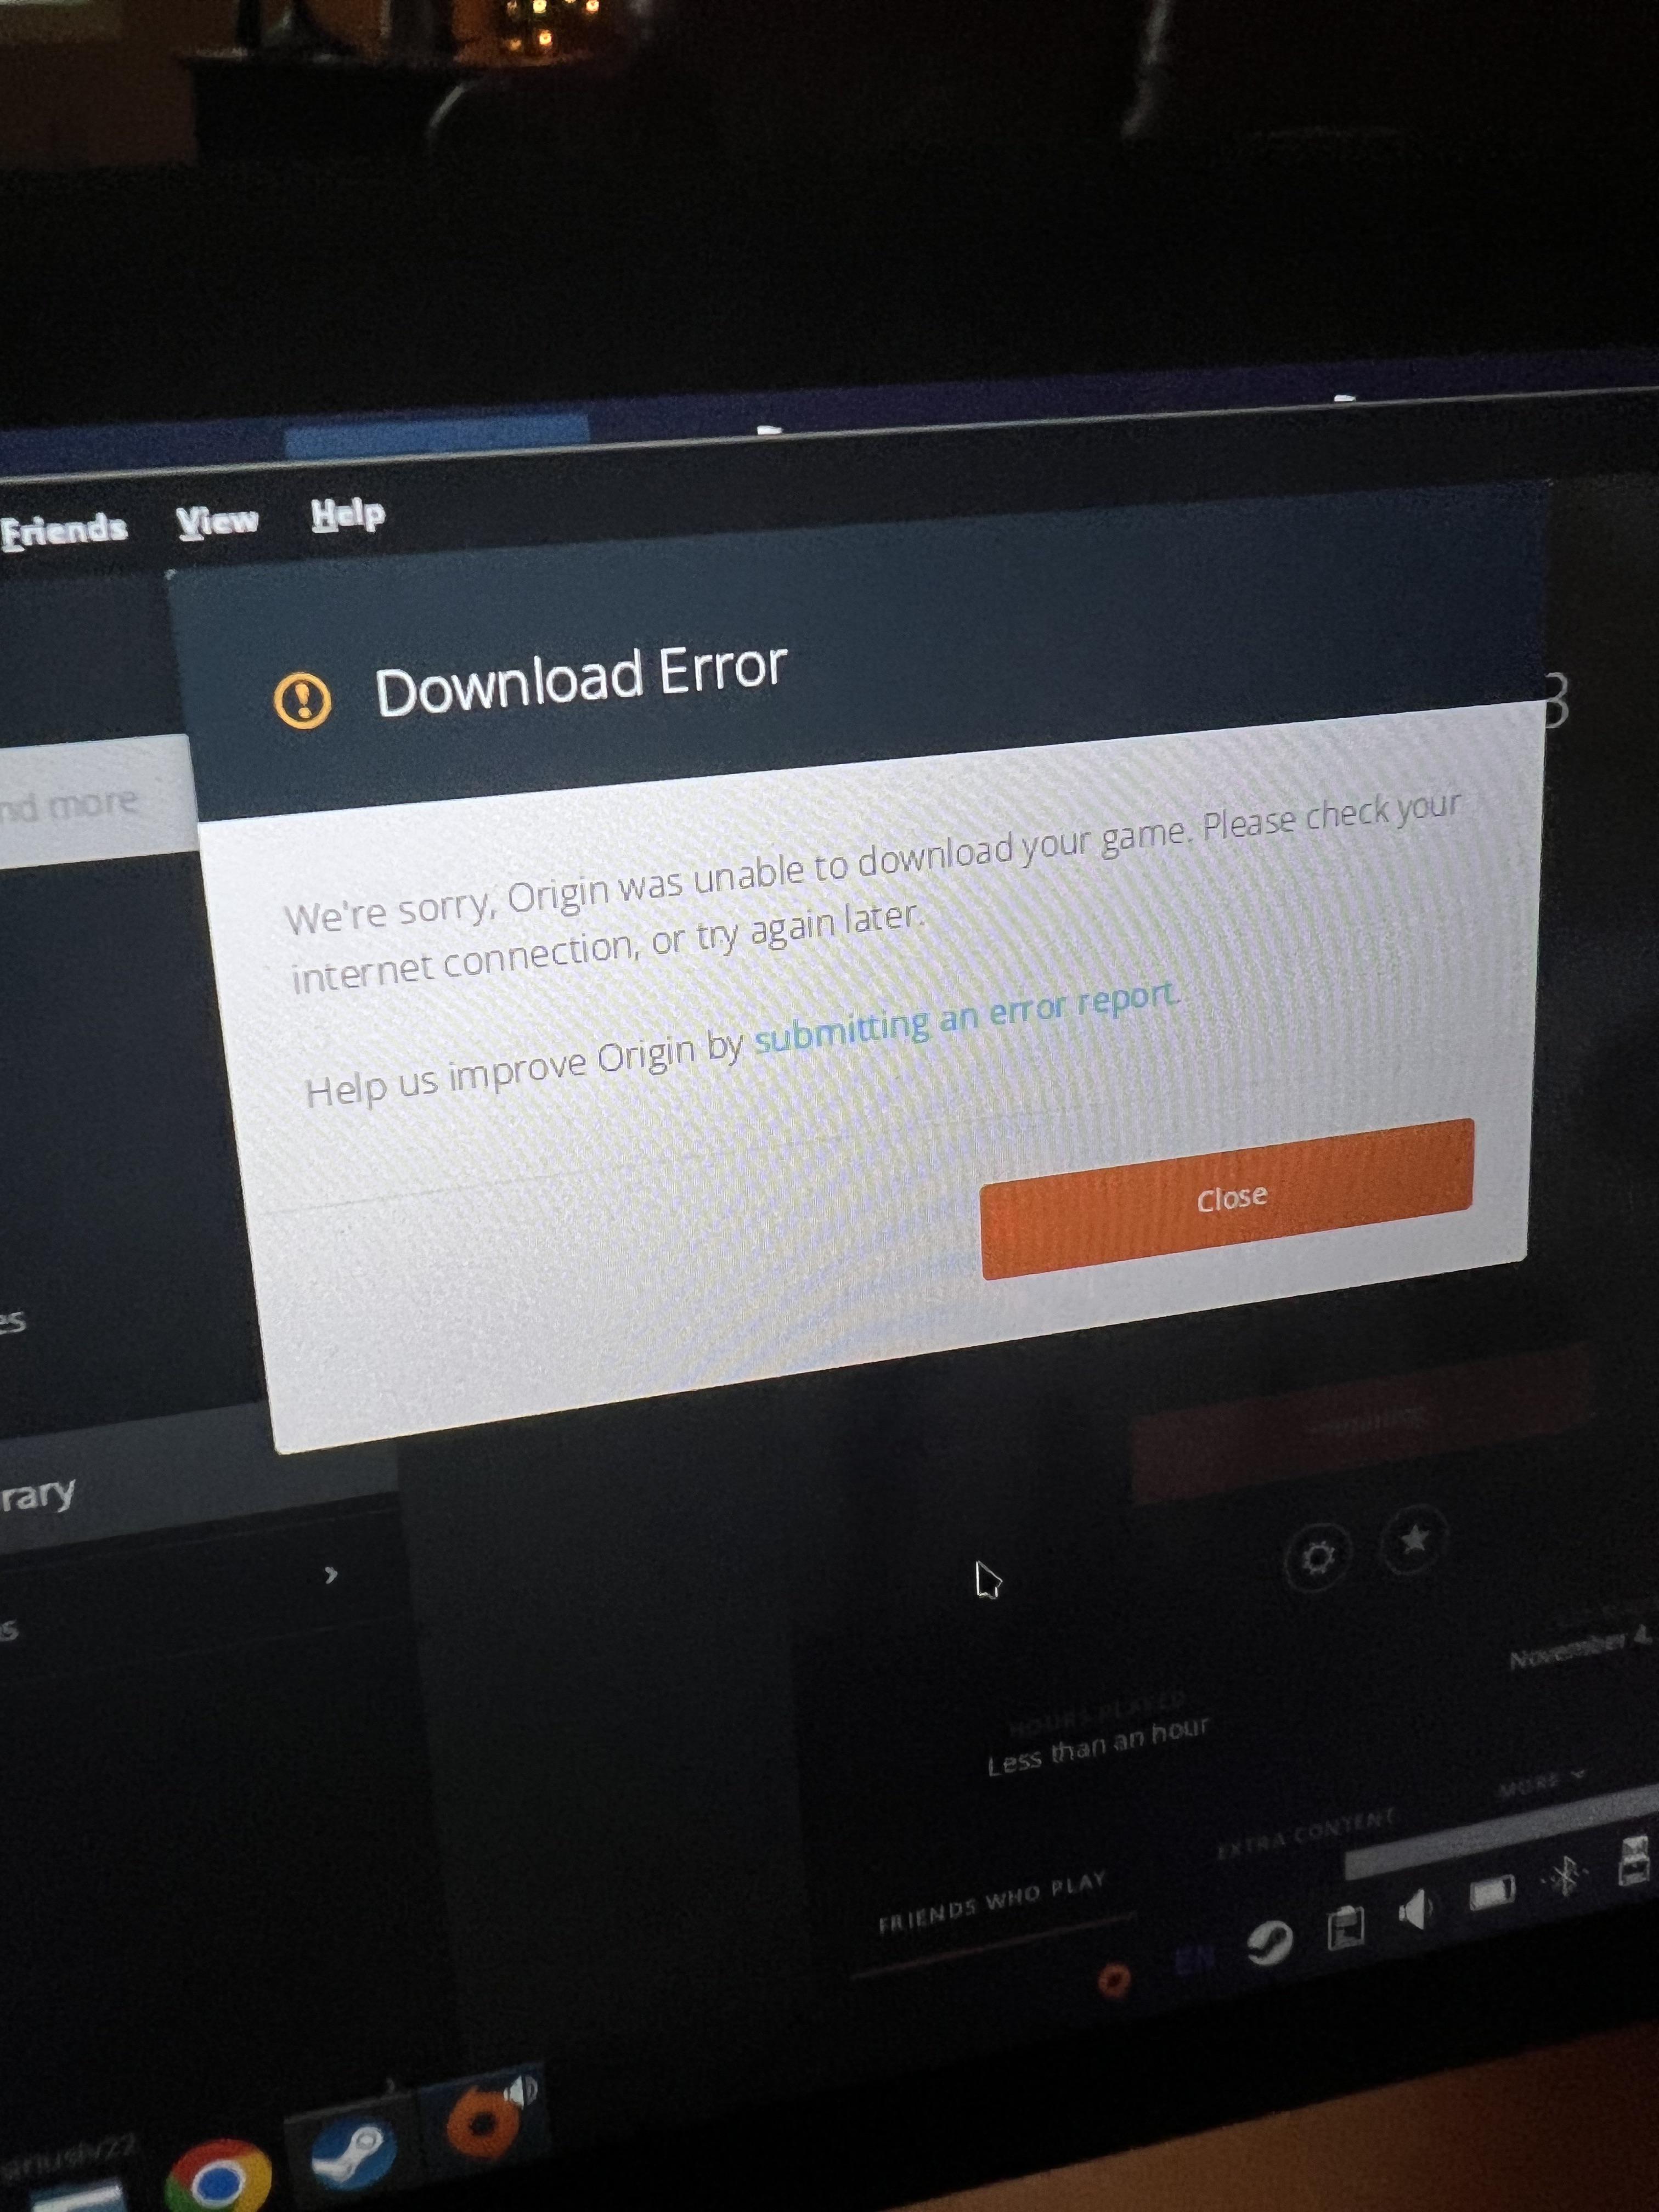 Friends View Help
Download Error
3
nd more
We're sorry, Origin was unable to download your game. Please check your
internet connection, or try again later.
Help us improve Origin by submitting an error report.
Close
es
rary
s
November 4,
HOURS PLAYED
Less than an hour
MORE
EXTRA CONTENT
FRIENDS WHO PLAY
EN